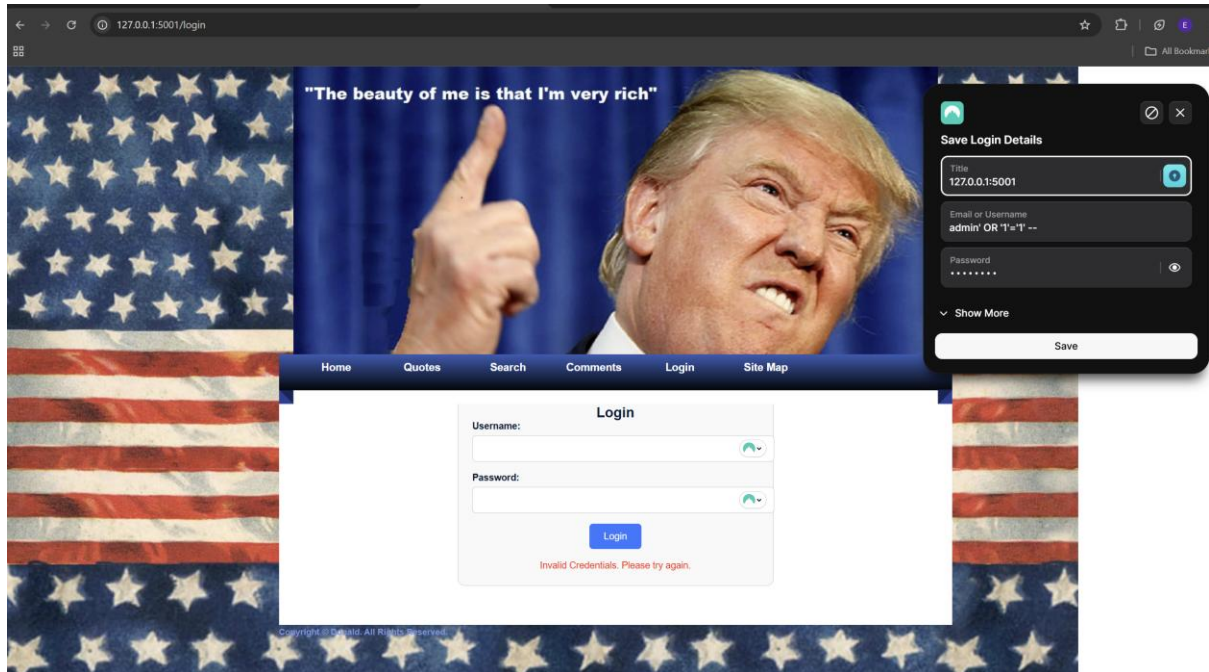 127.0.0.1:5001/login
E
All Bookmar
"The beauty of me is that I'm very rich"
Save Login Details
Title
127.0.0.1:5001
Email or Username
admin' OR '1'='1' --
Password
Show More
Save
Home Quotes Search Comments Login Site Map
Login
Username:
Password:
Login
Invalid Credentials. Please try again.
Copyright © Donald. All Rights Reserved.